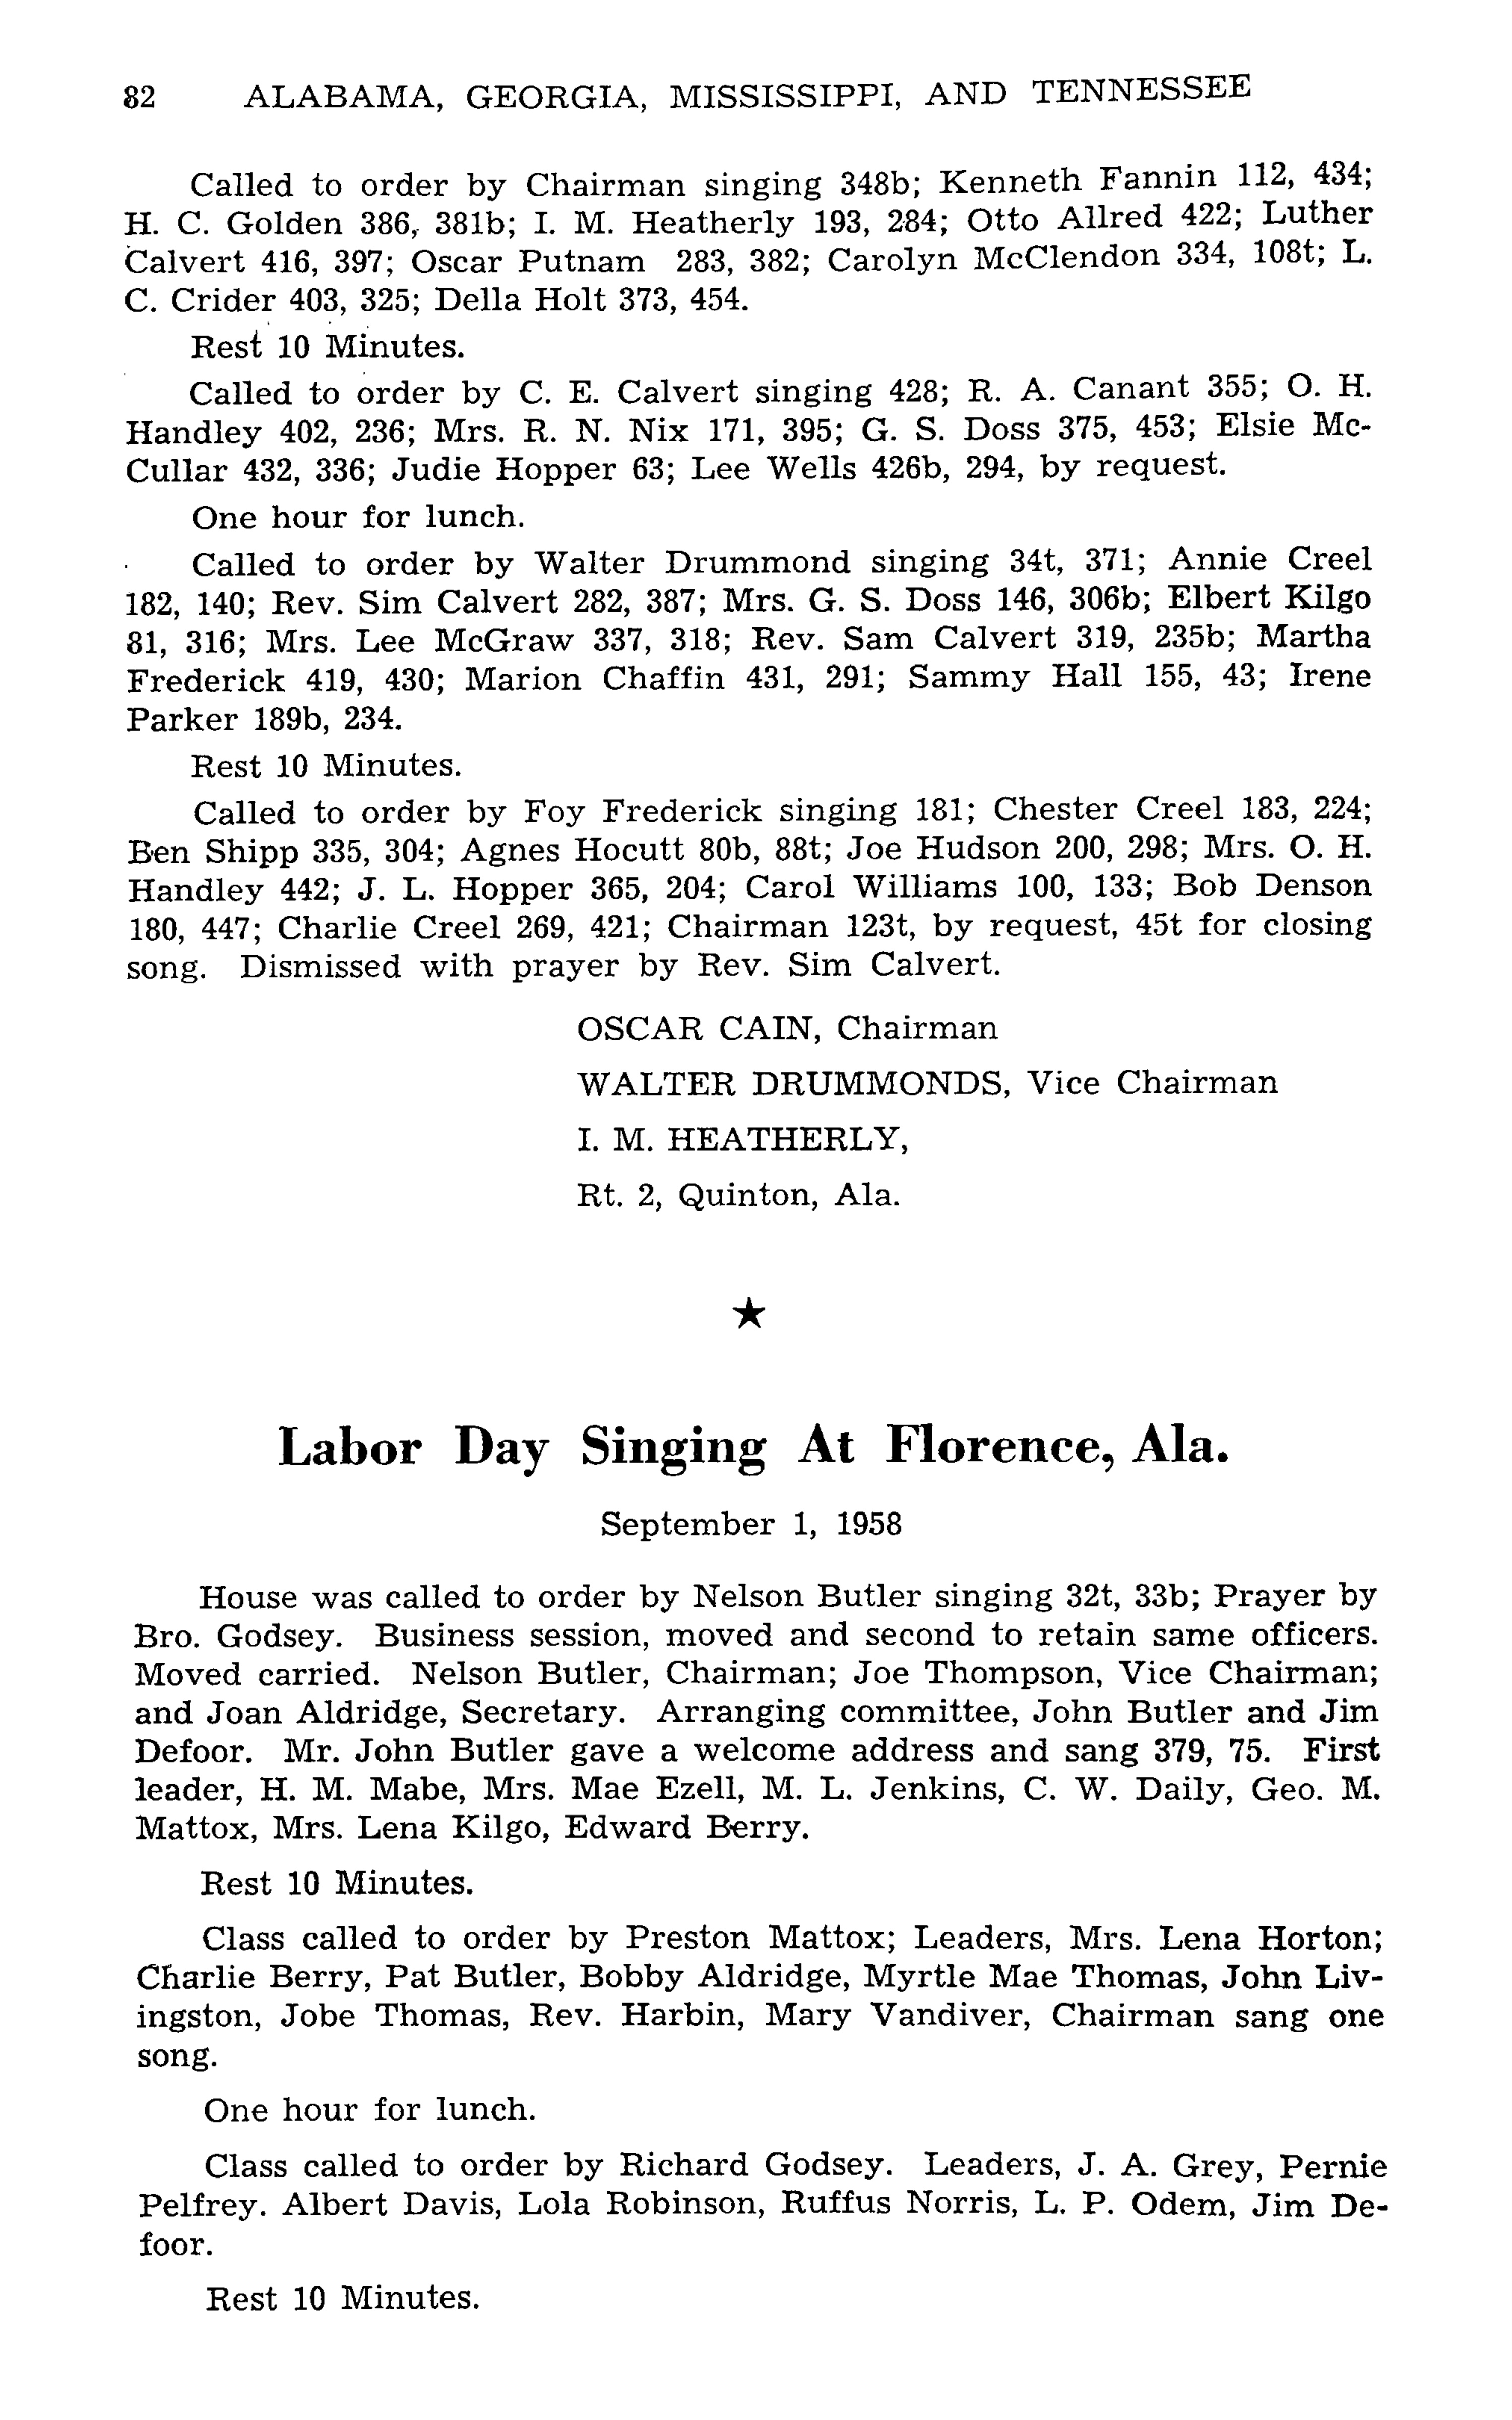 82 ALABAMA, GEORGIA, MISSISSIPPI, AND TENNESSEE
Called to order by Chairman singing 348b; Kenneth Fannin 112, 434;
H. C. Golden 386, 381b; I. M. Heatherly 193, 284; Otto Allred 422; Luther
Calvert 416, 397; Oscar Putnam 283, 382; Carolyn McClendon 334, 108t; L.
C. Crider 403, 325; Della Holt 373, 454.
Rest 10 Minutes.
Called to order by C. E. Calvert singing 428; R. A. Canant 355; O. H.
Handley 402, 236; Mrs. R. N. Nix 171, 395; G. S. Doss 375, 453; Elsie Mc-
Cullar 432, 336; Judie Hopper 63; Lee Wells 426b, 294, by request.
One hour for lunch.
Called to order by Walter Drummond singing 34t, 371; Annie Creel
182, 140; Rev. Sim Calvert 282, 387; Mrs. G. S. Doss 146, 306b; Elbert Kilgo
81, 316; Mrs. Lee McGraw 337, 318; Rev. Sam Calvert 319, 235b; Martha
Frederick 419, 430; Marion Chaffin 431, 291; Sammy Hall 155, 43; Irene
Parker 189b, 234.
Rest 10 Minutes.
Called to order by Foy Frederick singing 181; Chester Creel 183, 224;
Ben Shipp 335, 304; Agnes Hocutt 80b, 88t; Joe Hudson 200, 298; Mrs. O. H.
Handley 442; J. L. Hopper 365, 204; Carol Williams 100, 133; Bob Denson
180, 447; Charlie Creel 269, 421; Chairman 123t, by request, 45t for closing
song. Dismissed with prayer by Rev. Sim Calvert.
OSCAR CAIN, Chairman
WALTER DRUMMONDS, Vice Chairman
I. M. HEATHERLY,
Rt. 2, Quinton, Ala.
★
Labor Day Singing At Florence, Ala.
September 1, 1958
House was called to order by Nelson Butler singing 32t, 33b; Prayer by
Bro. Godsey. Business session, moved and second to retain same officers.
Moved carried. Nelson Butler, Chairman; Joe Thompson, Vice Chairman;
and Joan Aldridge, Secretary. Arranging committee, John Butler and Jim
Defoor. Mr. John Butler gave a welcome address and sang 379, 75. First
leader, H. M. Mabe, Mrs. Mae Ezell, M. L. Jenkins, C. W. Daily, Geo. M.
Mattox, Mrs. Lena Kilgo, Edward Berry.
Rest 10 Minutes.
Class called to order by Preston Mattox; Leaders, Mrs. Lena Horton;
Charlie Berry, Pat Butler, Bobby Aldridge, Myrtle Mae Thomas, John Liv-
ingston, Jobe Thomas, Rev. Harbin, Mary Vandiver, Chairman sang one
song.
One hour for lunch.
Class called to order by Richard Godsey. Leaders, J. A. Grey, Pernie
Pelfrey. Albert Davis, Lola Robinson, Ruffus Norris, L. P. Odem, Jim De-
foor.
Rest 10 Minutes.